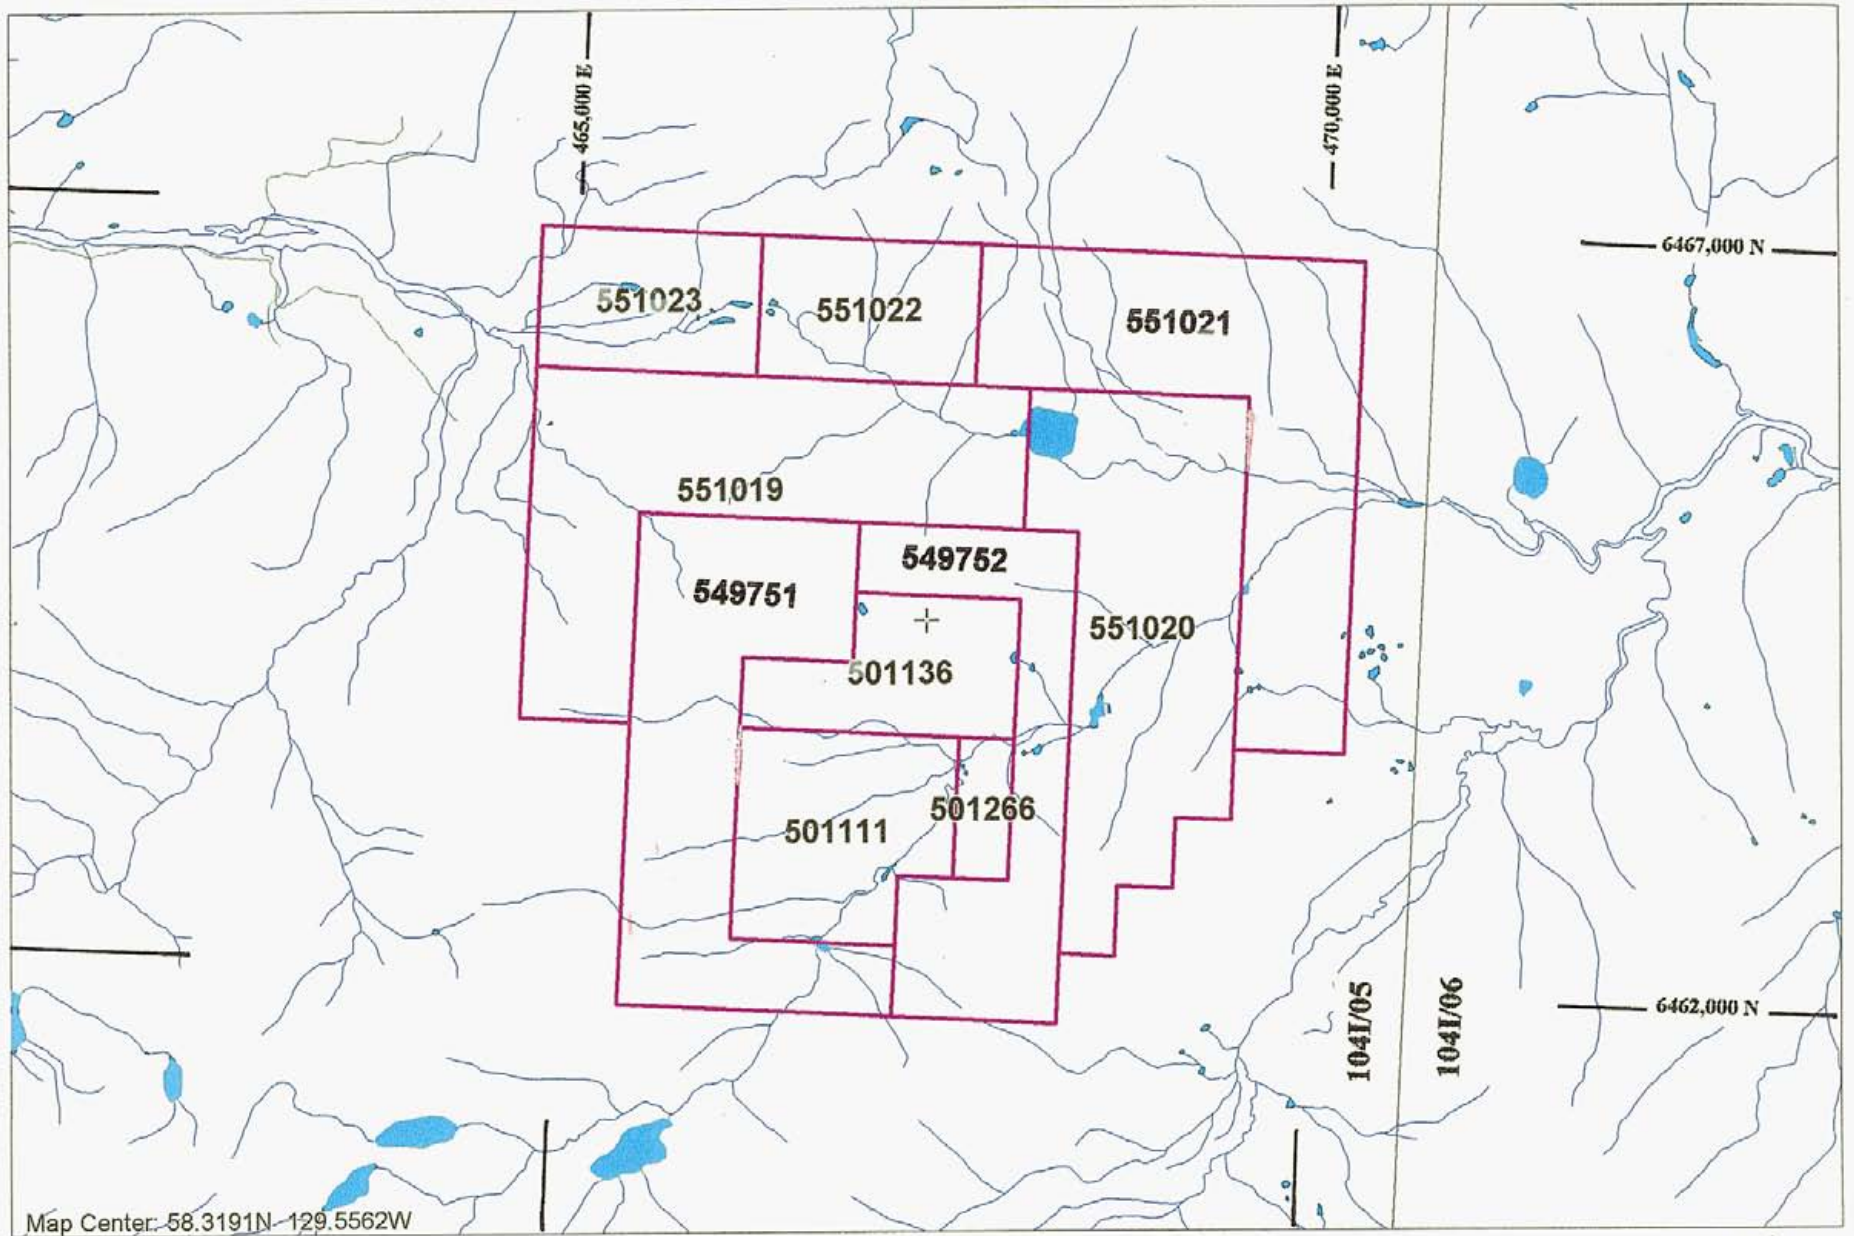 465,000 E
470,000 E
6467,000 N
551023
551022
551021
551019
549752
549751
551020
501136
501266
501111
104I/05
104I/06
6462,000 N
Map Center: 58.3191N 129.5562W